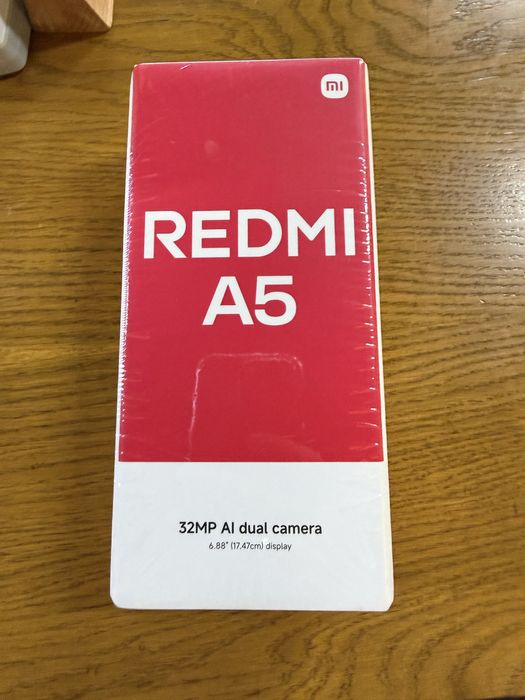 mi
REDMI
A5
32MP AI dual camera
6.88" (17.47cm) display